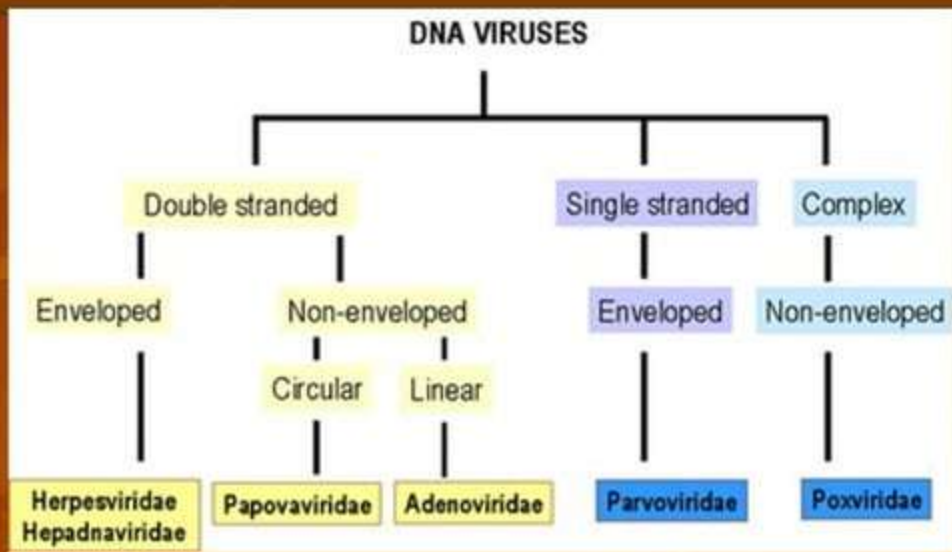 DNA VIRUSES
Double stranded
Single stranded
Complex
Enveloped
Non-enveloped
Enveloped
Non-enveloped
Circular
Linear
Herpesviridae
Hepadnaviridae
Papovaviridae
Adenoviridae
Parvoviridae
Poxviridae